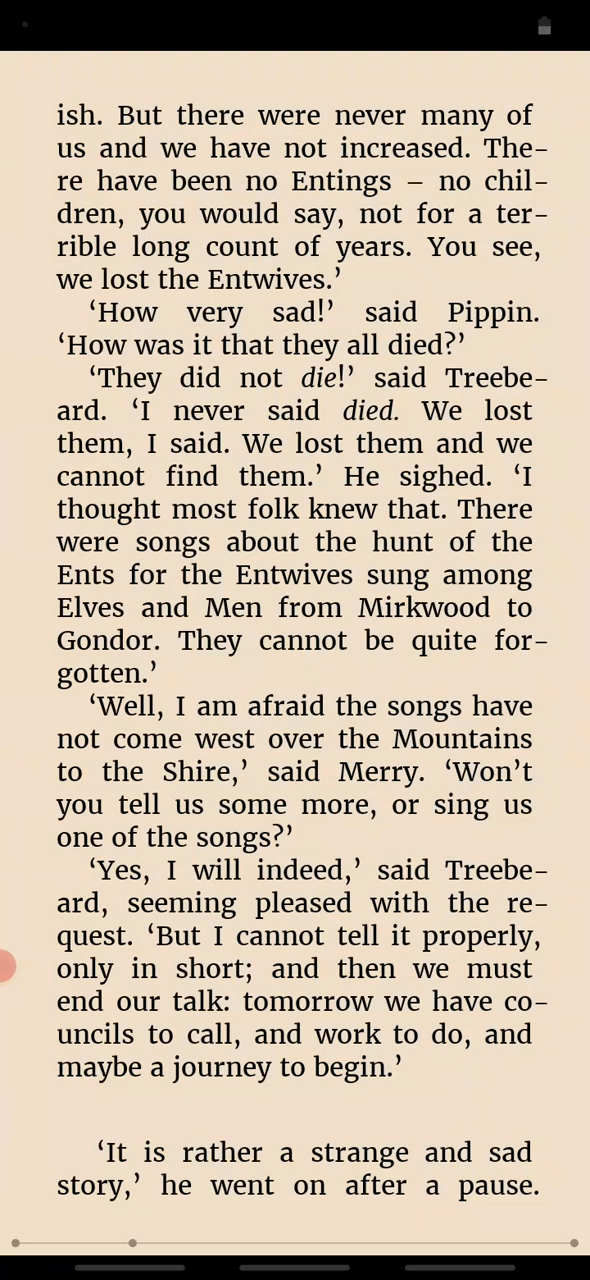 ish. But there were never many of
us and we have not increased. The-
re have been no Entings – no chil-
dren, you would say, not for a ter-
rible long count of years. You see,
we lost the Entwives.’
‘How very sad!’ said Pippin.
‘How was it that they all died?’
‘They did not die!’ said Treebe-
ard. ‘I never said died. We lost
them, I said. We lost them and we
cannot find them.’ He sighed. ‘I
thought most folk knew that. There
were songs about the hunt of the
Ents for the Entwives sung among
Elves and Men from Mirkwood to
Gondor. They cannot be quite for-
gotten.’
‘Well, I am afraid the songs have
not come west over the Mountains
to the Shire,’ said Merry. ‘Won’t
you tell us some more, or sing us
one of the songs?’
‘Yes, I will indeed,’ said Treebe-
ard, seeming pleased with the re-
quest. ‘But I cannot tell it properly,
only in short; and then we must
end our talk: tomorrow we have co-
uncils to call, and work to do, and
maybe a journey to begin.’
‘It is rather a strange and sad
story,’ he went on after a pause.